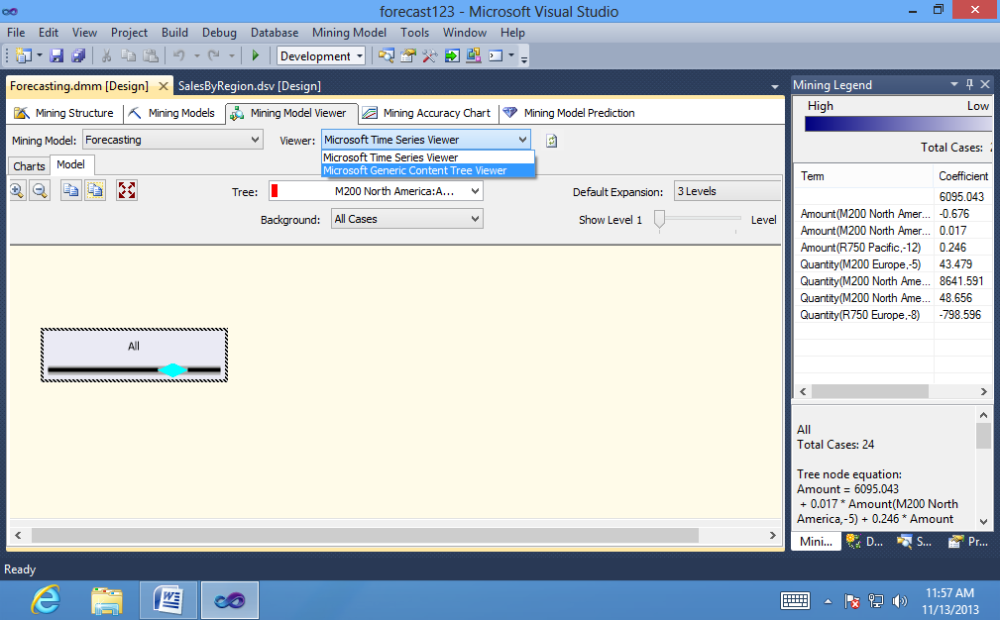 forecast123 - Microsoft Visual Studio
File Edit View Project Build Debug Database Mining Model Tools Window Help
Development
Forecasting.dmm [Design] SalesByRegion.dsv [Design]
Mining Structure Mining Models Mining Model Viewer Mining Accuracy Chart Mining Model Prediction
Mining Model: Forecasting Viewer: Microsoft Time Series Viewer
Microsoft Time Series Viewer
Microsoft Generic Content Tree Viewer
Charts Model
Tree: M200 North America:A... Default Expansion: 3 Levels
Background: All Cases Show Level 1 Level
All
Mining Legend
High Low
Total Cases:
Term Coefficient
6095.043
Amount(M200 North Amer... -0.676
Amount(M200 North Amer... 0.017
Amount(R750 Pacific,-12) 0.246
Quantity(M200 Europe,-5) 43.479
Quantity(M200 North Ame... 8641.591
Quantity(M200 North Ame... 48.656
Quantity(R750 Europe,-8) -798.596
All
Total Cases: 24
Tree node equation:
Amount = 6095.043
+ 0.017 * Amount(M200 North
America,-5) + 0.246 * Amount
Mini... D... S... Pr...
Ready
11:57 AM
11/13/2013